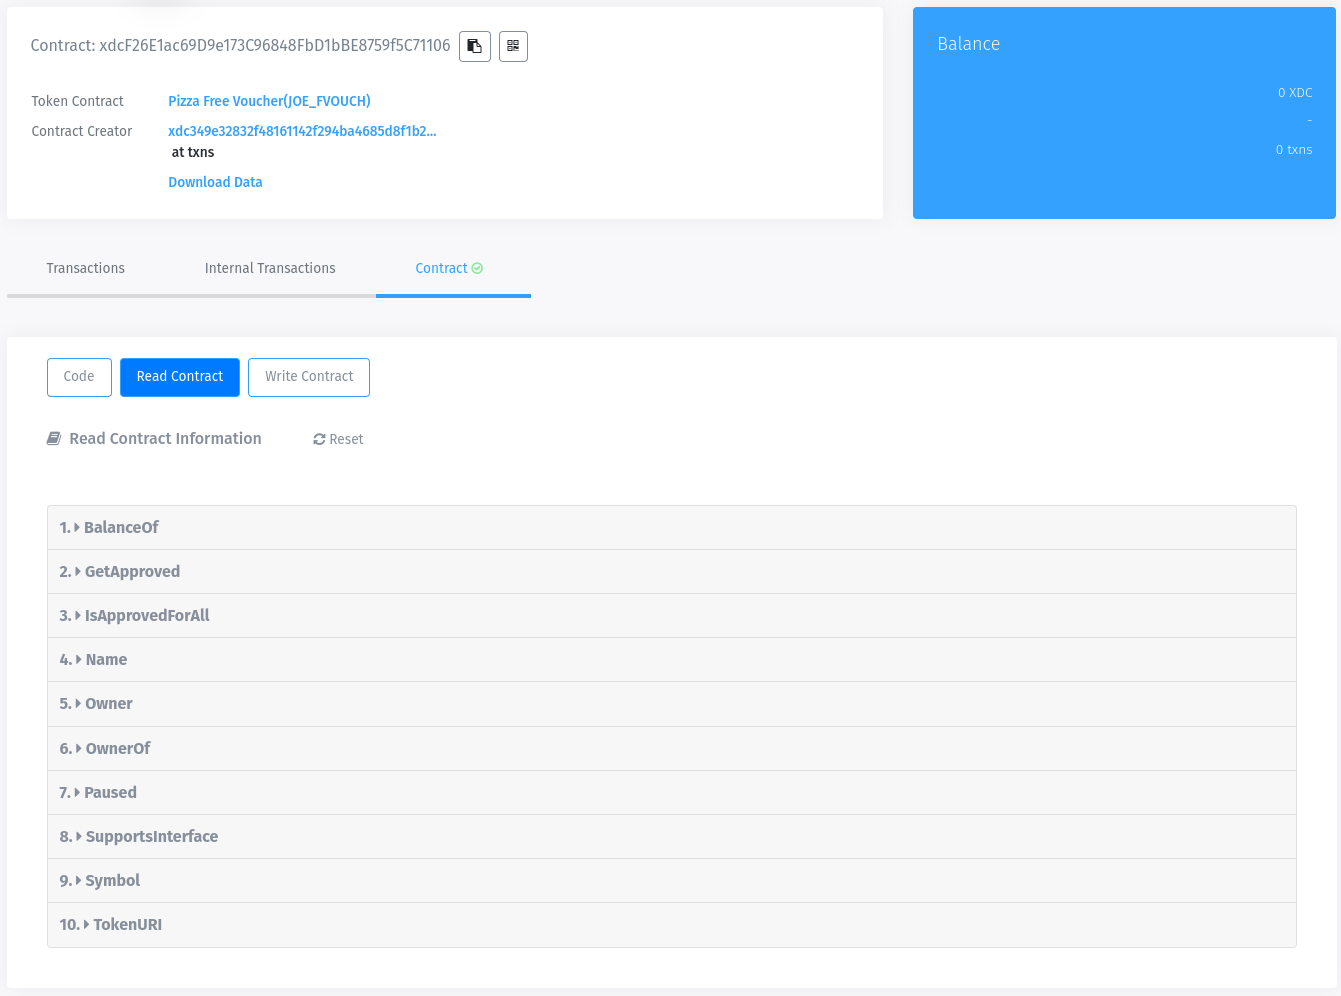 Contract: xdcF26E1ac69D9e173C96848FbD1bBE8759f5C71106
Token Contract Pizza Free Voucher(JOE_FVOUCH)
Contract Creator xdc349e32832f48161142f294ba4685d8f1b2...
at txns
Download Data
Balance
0 XDC
-
0 txns
Transactions Internal Transactions Contract
Code Read Contract Write Contract
Read Contract Information Reset
1. BalanceOf
2. GetApproved
3. IsApprovedForAll
4. Name
5. Owner
6. OwnerOf
7. Paused
8. SupportsInterface
9. Symbol
10. TokenURI